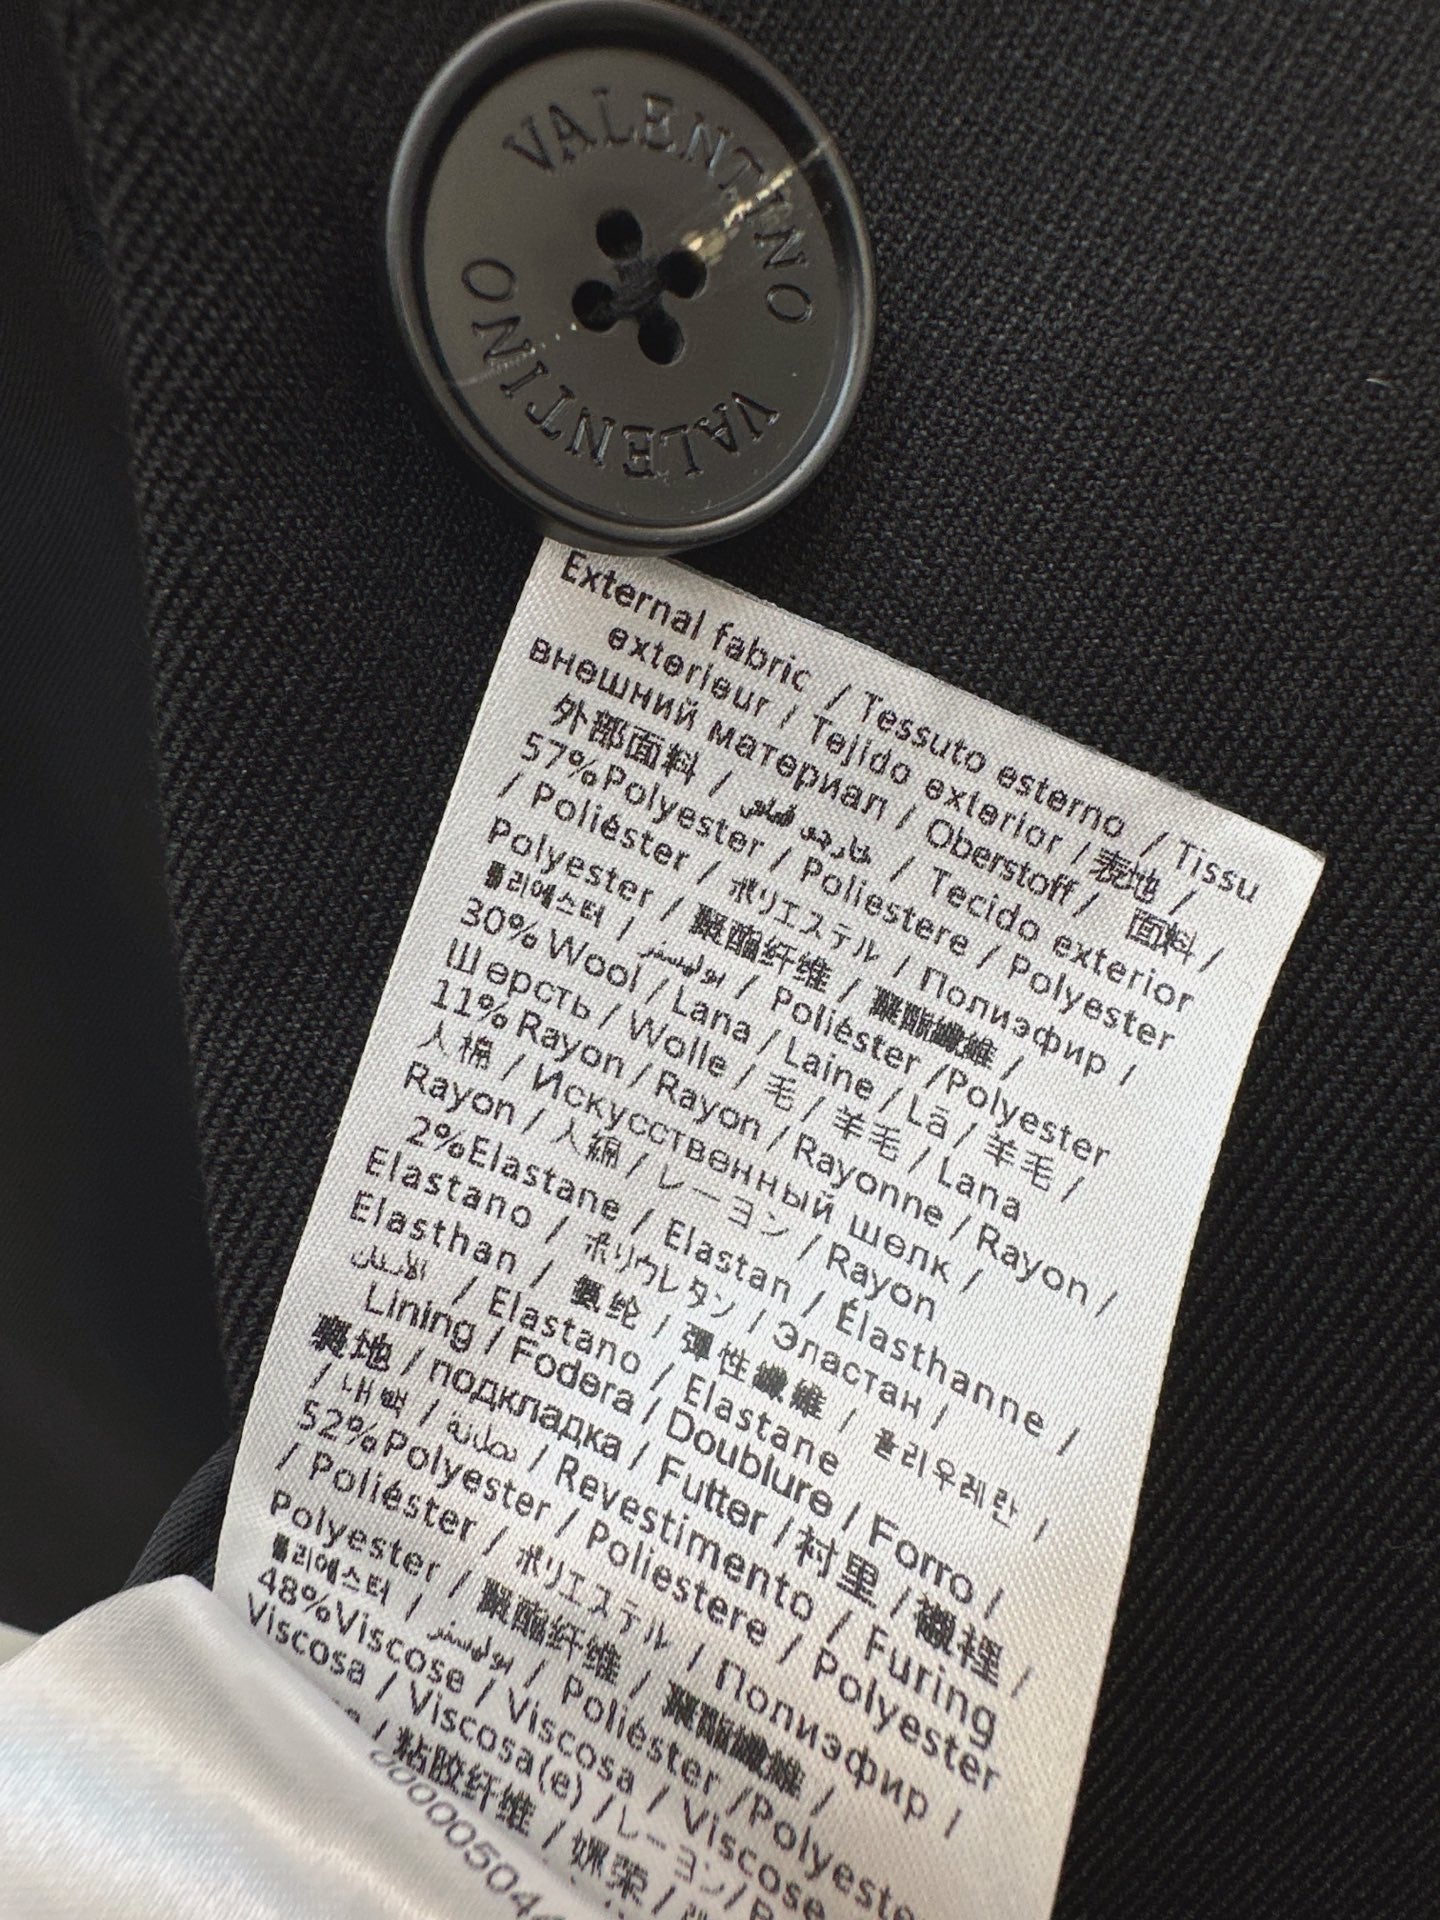 VALENTINO
VALENTINO
External fabric / Tessuto esterno / Tissu
exterieur / Tejido exterior / 表地 /
внешний материал / Oberstoff / 面料 /
外部面料 / / Tecido exterior
57%Polyester / Poliestere / Polyester
/ Poliéster / ポリエステル / Полиэфир /
Polyester / 聚酯纤维 / 聚酯纖維 /
폴리에스터 / بوليستر / Poliéster /Polyester
30%Wool / Lana / Laine / Lã / 羊毛 /
Шерсть / Wolle / 毛 / 羊毛 / Lana
11%Rayon / Rayon / Rayonne / Rayon /
人棉 / Искусственный шелк /
Rayon / 人綿 / レーヨン / Rayon
2%Elastane / Elastan / Élasthanne /
Elastano / ポリウレタン / Эластан /
Elasthan / 氨纶 / 彈性纖維 / 폴리우레탄 /
/ Elastano / Elastane
Lining / Fodera / Doublure / Forro /
裏地 / подкладка / Futter / 衬里 / 襯裡 /
/ 내벽 / بطانة / Revestimento / Furing
52%Polyester / Poliestere / Polyester
/ Poliéster / ポリエステル / Полиэфир /
Polyester / 聚酯纤维 / 聚酯纖維 /
폴리에스터 / بوليستر / Poliéster /Polyeste
48%Viscose / Viscosa / Viscose
Viscosa / Viscosa(e) /レーヨン/
/ 粘胶纤维 /